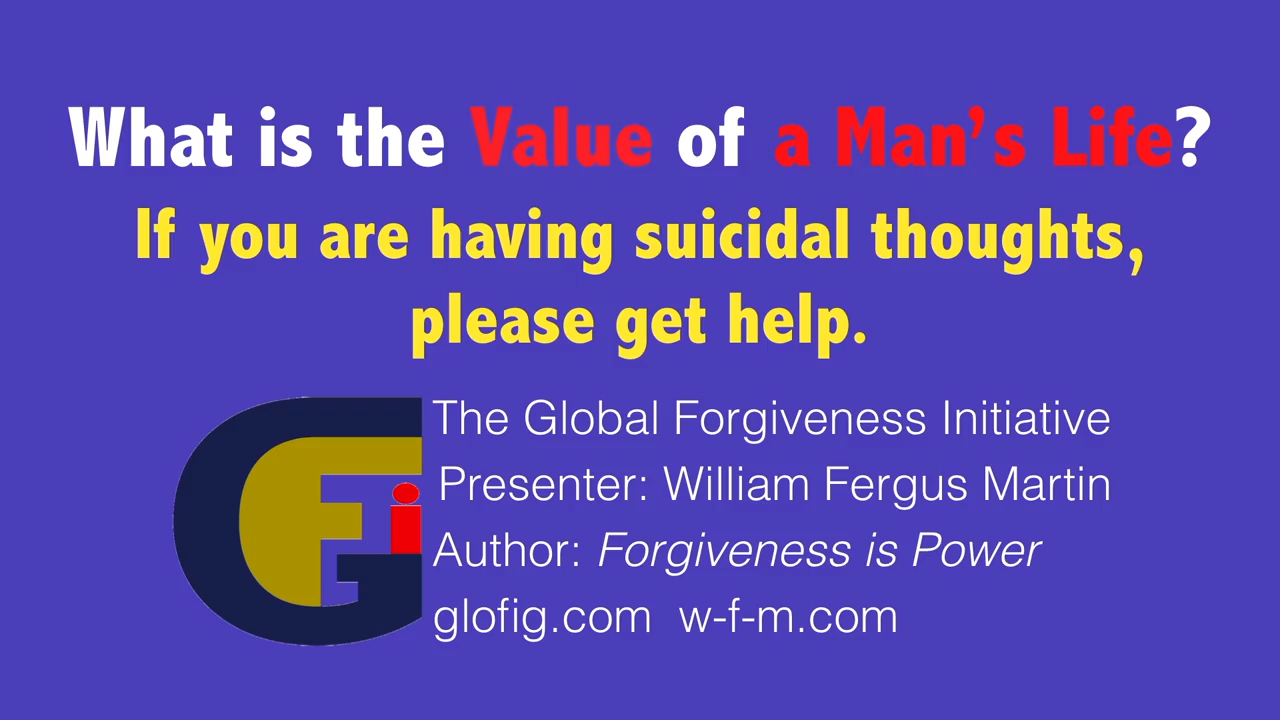 What is the Value of a Man's Life?
If you are having suicidal thoughts,
please get help.
The Global Forgiveness Initiative
Presenter: William Fergus Martin
Author: Forgiveness is Power
glofig.com w-f-m.com
GFi